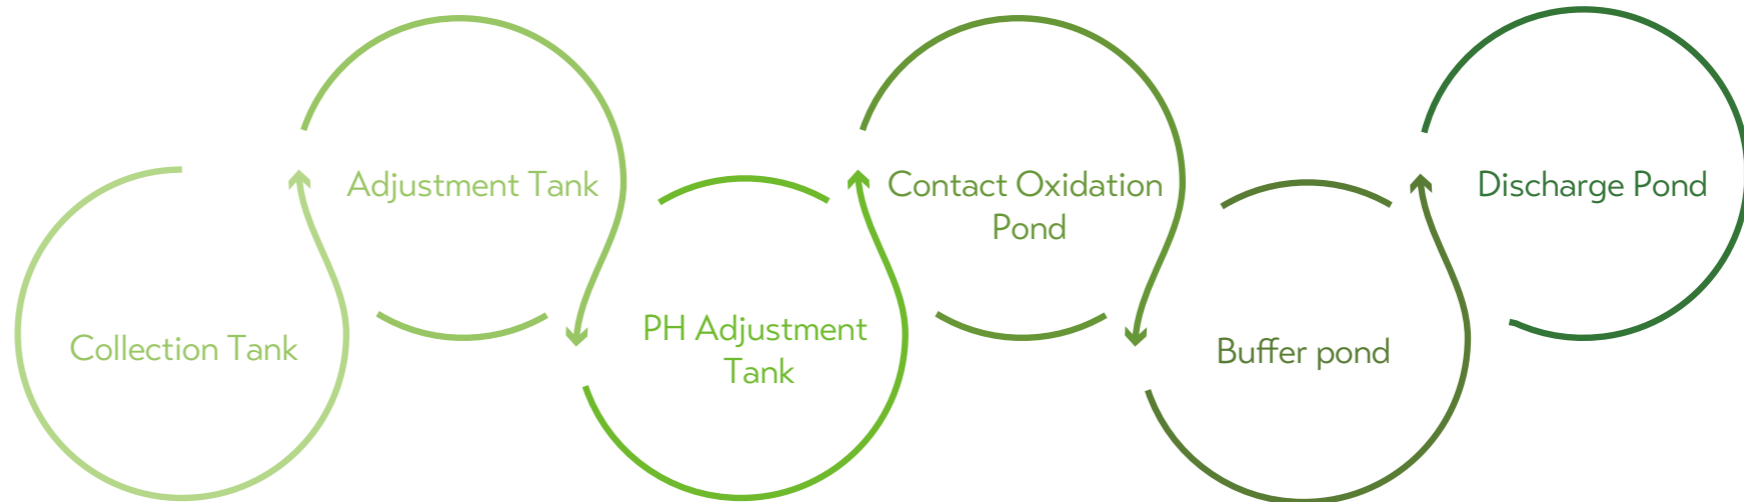 Collection Tank
Adjustment Tank
PH Adjustment
Tank
Contact Oxidation
Pond
Buffer pond
Discharge Pond